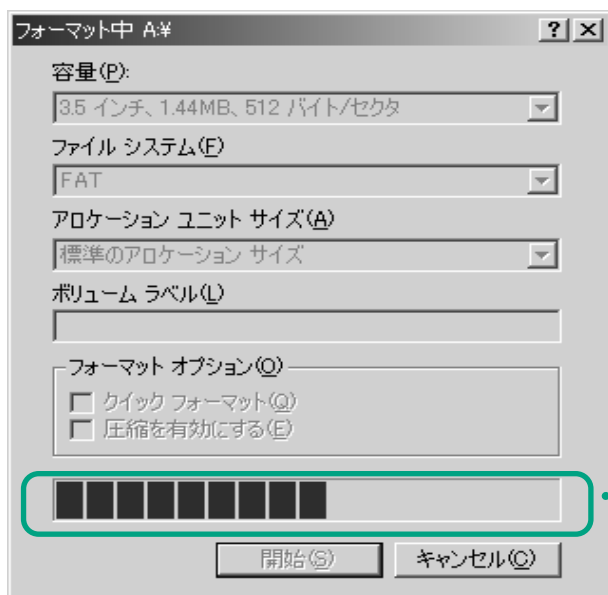 フォーマット中 A:¥
容量(P):
3.5 インチ、1.44MB、512 バイト/セクタ
ファイル システム(F)
FAT
アロケーション ユニット サイズ(A)
標準のアロケーション サイズ
ボリューム ラベル(L)
フォーマット オプション(O)
クイック フォーマット(Q)
圧縮を有効にする(E)
開始(S) キャンセル(C)